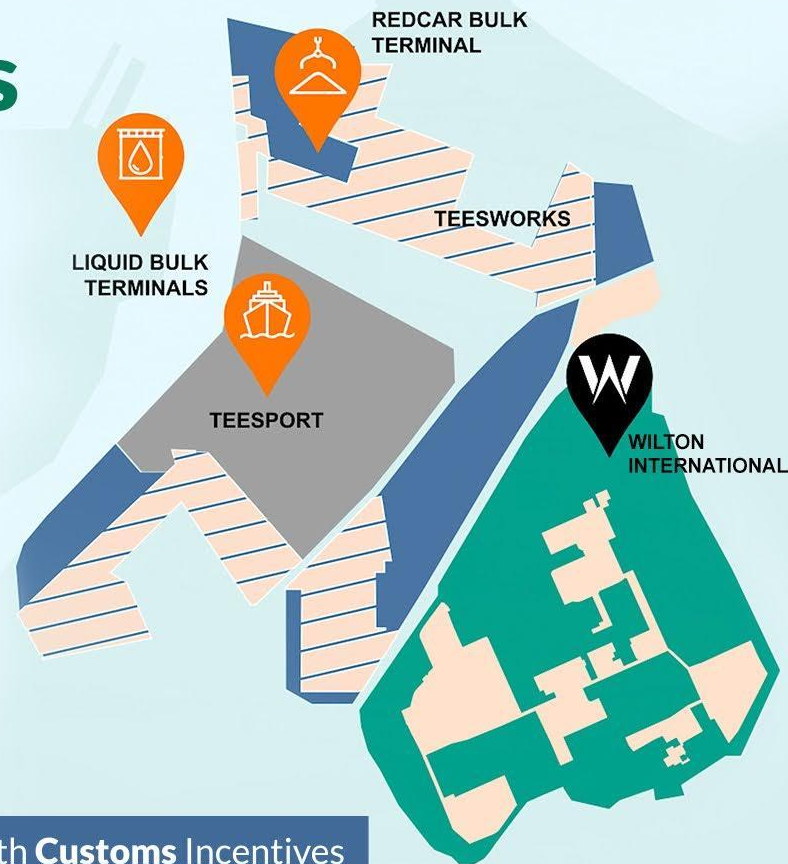 REDCAR BULK
TERMINAL
TEESWORKS
LIQUID BULK
TERMINALS
TEESPORT
W
WILTON
INTERNATIONAL
Customs Incentives